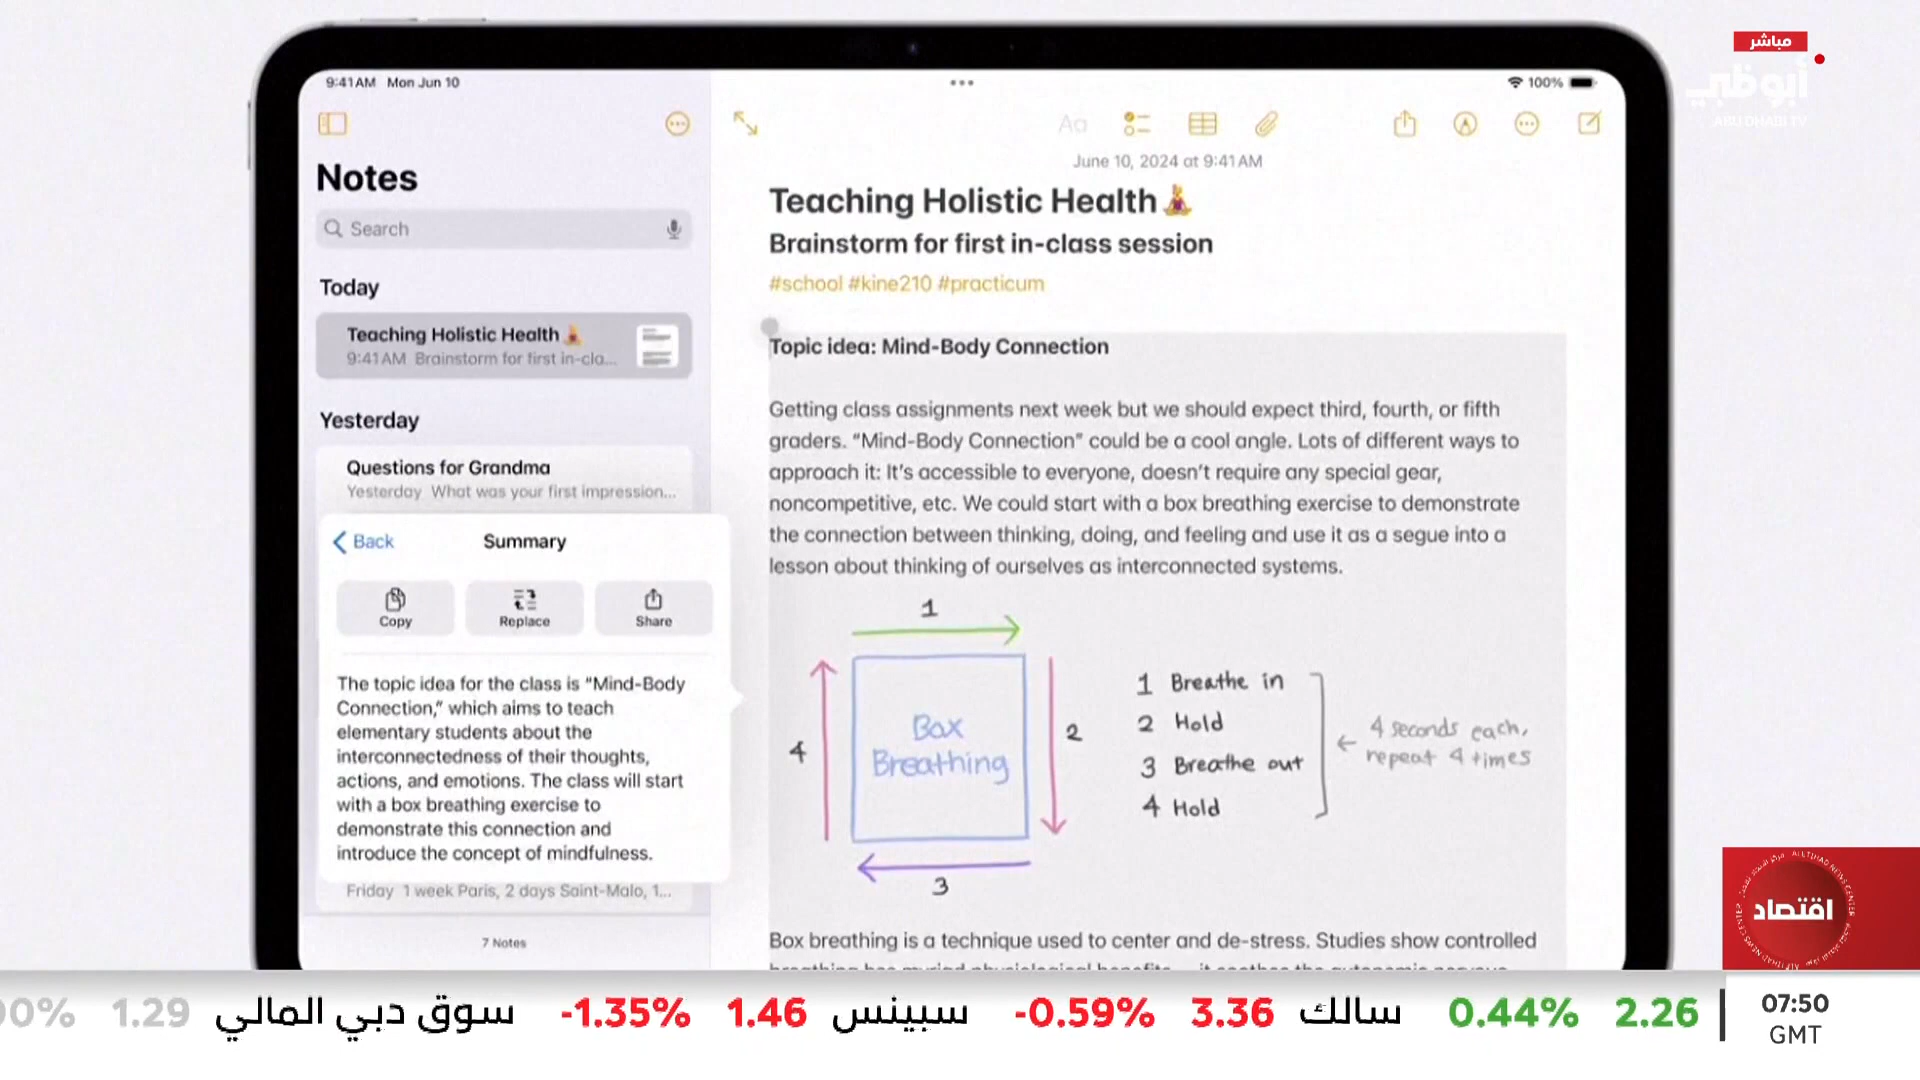 مباشر
أبوظبي
ABU DHABI TV
9:41 AM Mon Jun 10
100%
Notes
Search
Today
Teaching Holistic Health
9:41 AM Brainstorm for first in-cla...
Yesterday
Questions for Grandma
Yesterday What was your first impression...
Back
Summary
Copy
Replace
Share
The topic idea for the class is “Mind-Body
Connection,” which aims to teach
elementary students about the
interconnectedness of their thoughts,
actions, and emotions. The class will start
with a box breathing exercise to
demonstrate this connection and
introduce the concept of mindfulness.
Friday 1 week Paris, 2 days Saint-Malo, 1...
7 Notes
Aa
June 10, 2024 at 9:41 AM
Teaching Holistic Health
Brainstorm for first in-class session
#school #kine210 #practicum
Topic idea: Mind-Body Connection
Getting class assignments next week but we should expect third, fourth, or fifth
graders. “Mind-Body Connection” could be a cool angle. Lots of different ways to
approach it: It’s accessible to everyone, doesn’t require any special gear,
noncompetitive, etc. We could start with a box breathing exercise to demonstrate
the connection between thinking, doing, and feeling and use it as a segue into a
lesson about thinking of ourselves as interconnected systems.
1
2
3
4
Box
Breathing
1 Breathe in
2 Hold
3 Breathe out
4 Hold
4 seconds each,
repeat 4 times
Box breathing is a technique used to center and de-stress. Studies show controlled
اقتصاد
2.26 0.44% سالك 3.36 -0.59% سبينس 1.46 -1.35% سوق دبي المالي 1.29
07:50
GMT